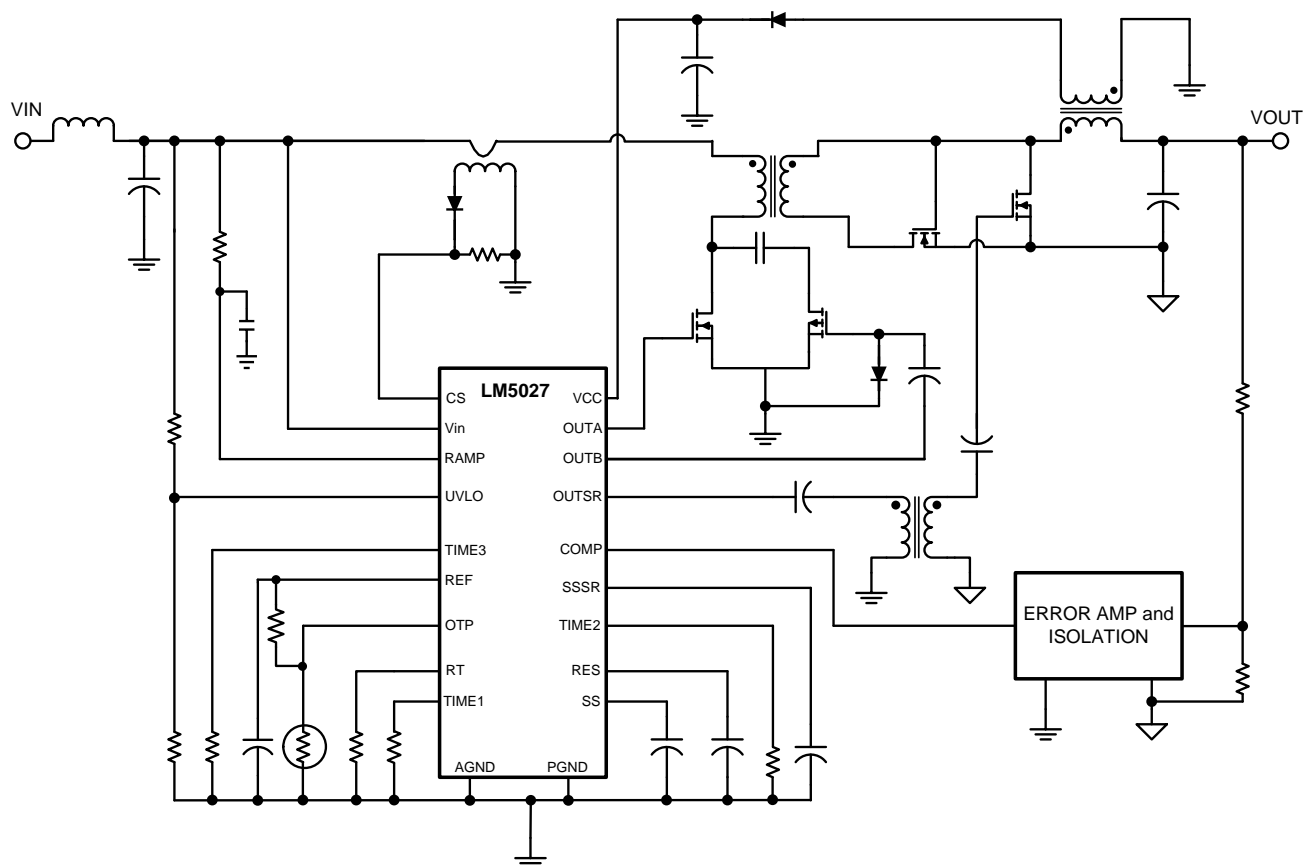 VIN
VOUT
LM5027
CS
Vin
RAMP
UVLO
TIME3
REF
OTP
RT
TIME1
VCC
OUTA
OUTB
OUTSR
COMP
SSSR
TIME2
RES
SS
AGND
PGND
ERROR AMP and
ISOLATION